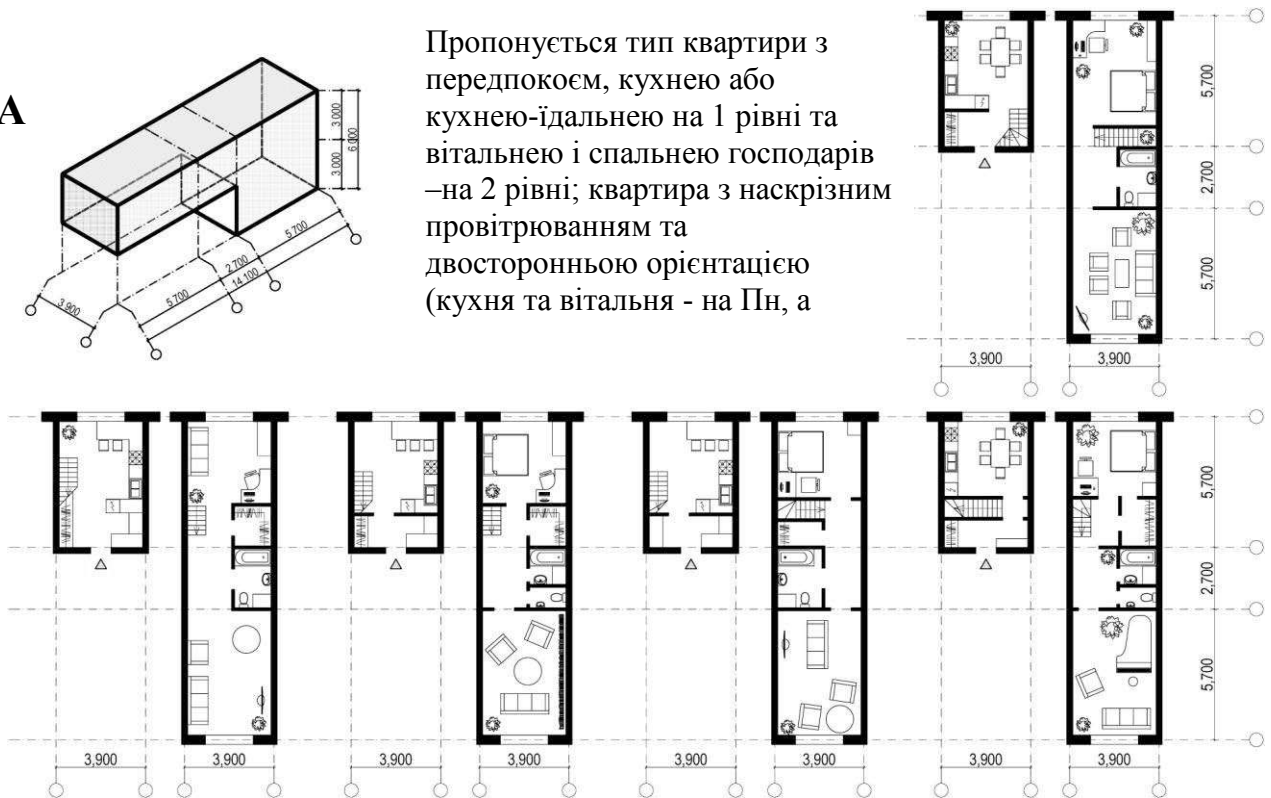 А
Пропонується тип квартири з
передпокоєм, кухнею або
кухнею-їдальнею на 1 рівні та
вітальнею і спальнею господарів
–на 2 рівні; квартира з наскрізним
провітрюванням та
двосторонньою орієнтацією
(кухня та вітальня - на Пн, а
3 000
3 000
6 000
5 700
2 700
14 100
5 700
3 900
5,700
2,700
5,700
3,900
3,900
5,700
2,700
5,700
3,900
3,900
3,900
3,900
3,900
3,900
3,900
3,900